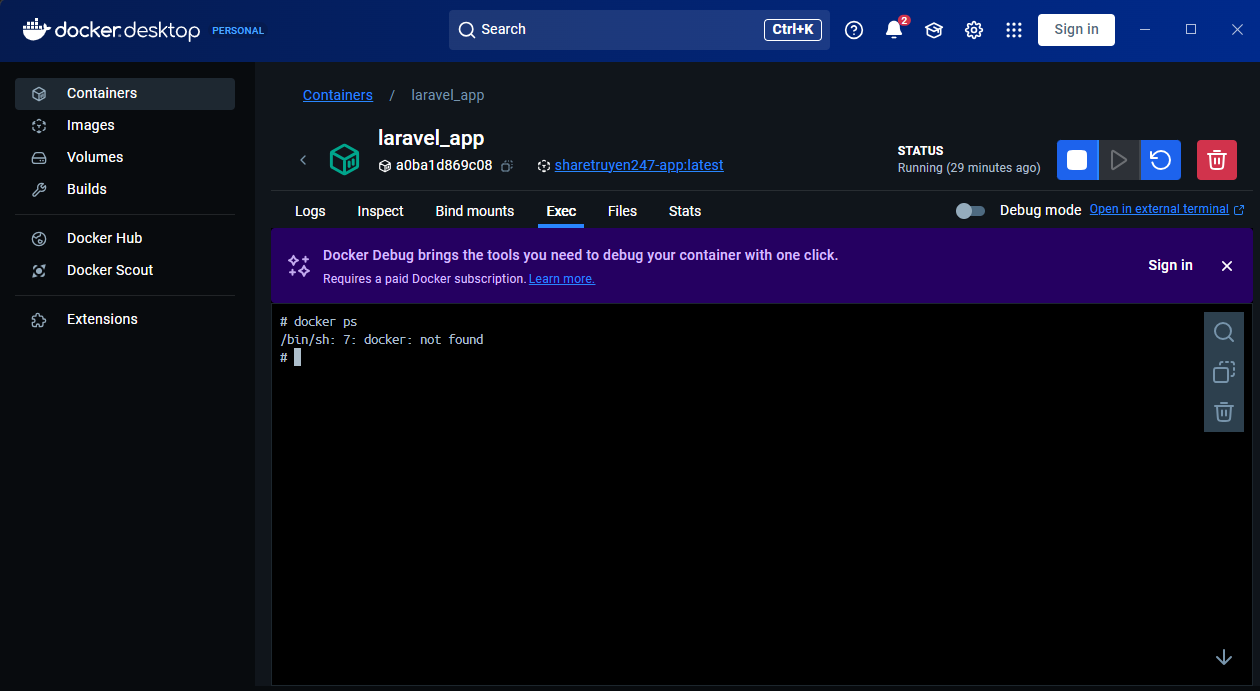 docker.desktop PERSONAL
Search
Ctrl+K
2
Sign in
Containers
Images
Volumes
Builds
Docker Hub
Docker Scout
Extensions
Containers / laravel_app
laravel_app
a0ba1d869c08
sharetruyen247-app:latest
STATUS
Running (29 minutes ago)
Logs Inspect Bind mounts Exec Files Stats
Debug mode
Open in external terminal
Docker Debug brings the tools you need to debug your container with one click.
Requires a paid Docker subscription. Learn more.
Sign in
# docker ps
/bin/sh: 7: docker: not found
#